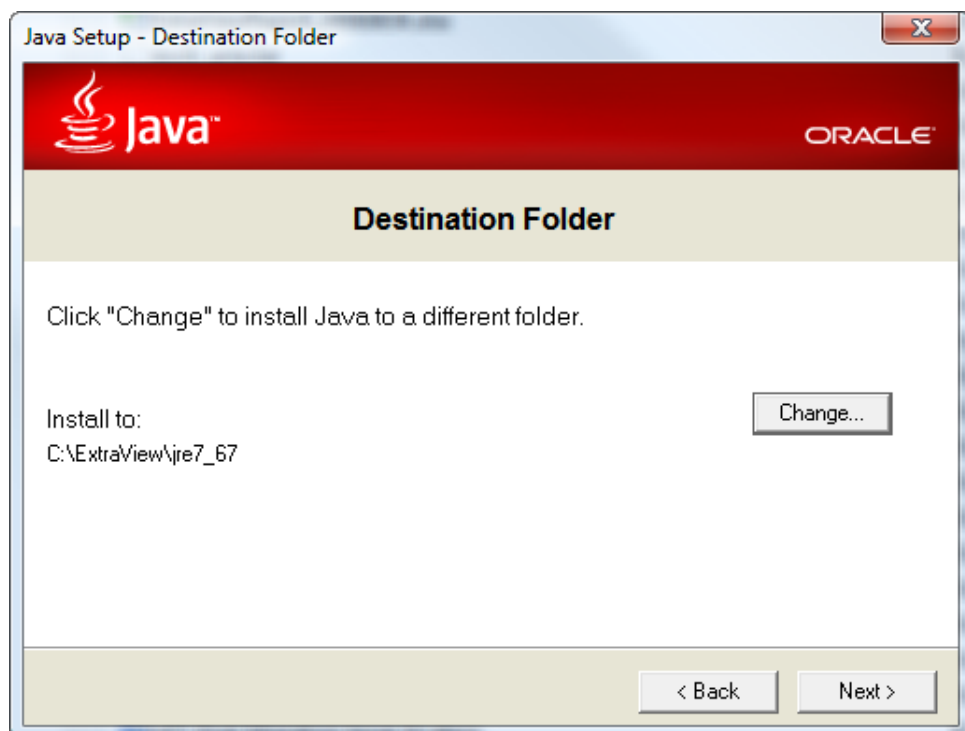 Java Setup - Destination Folder
Java™
ORACLE®
Destination Folder
Click "Change" to install Java to a different folder.
Install to:
Change...
C:\ExtraView\jre7_67
< Back
Next >